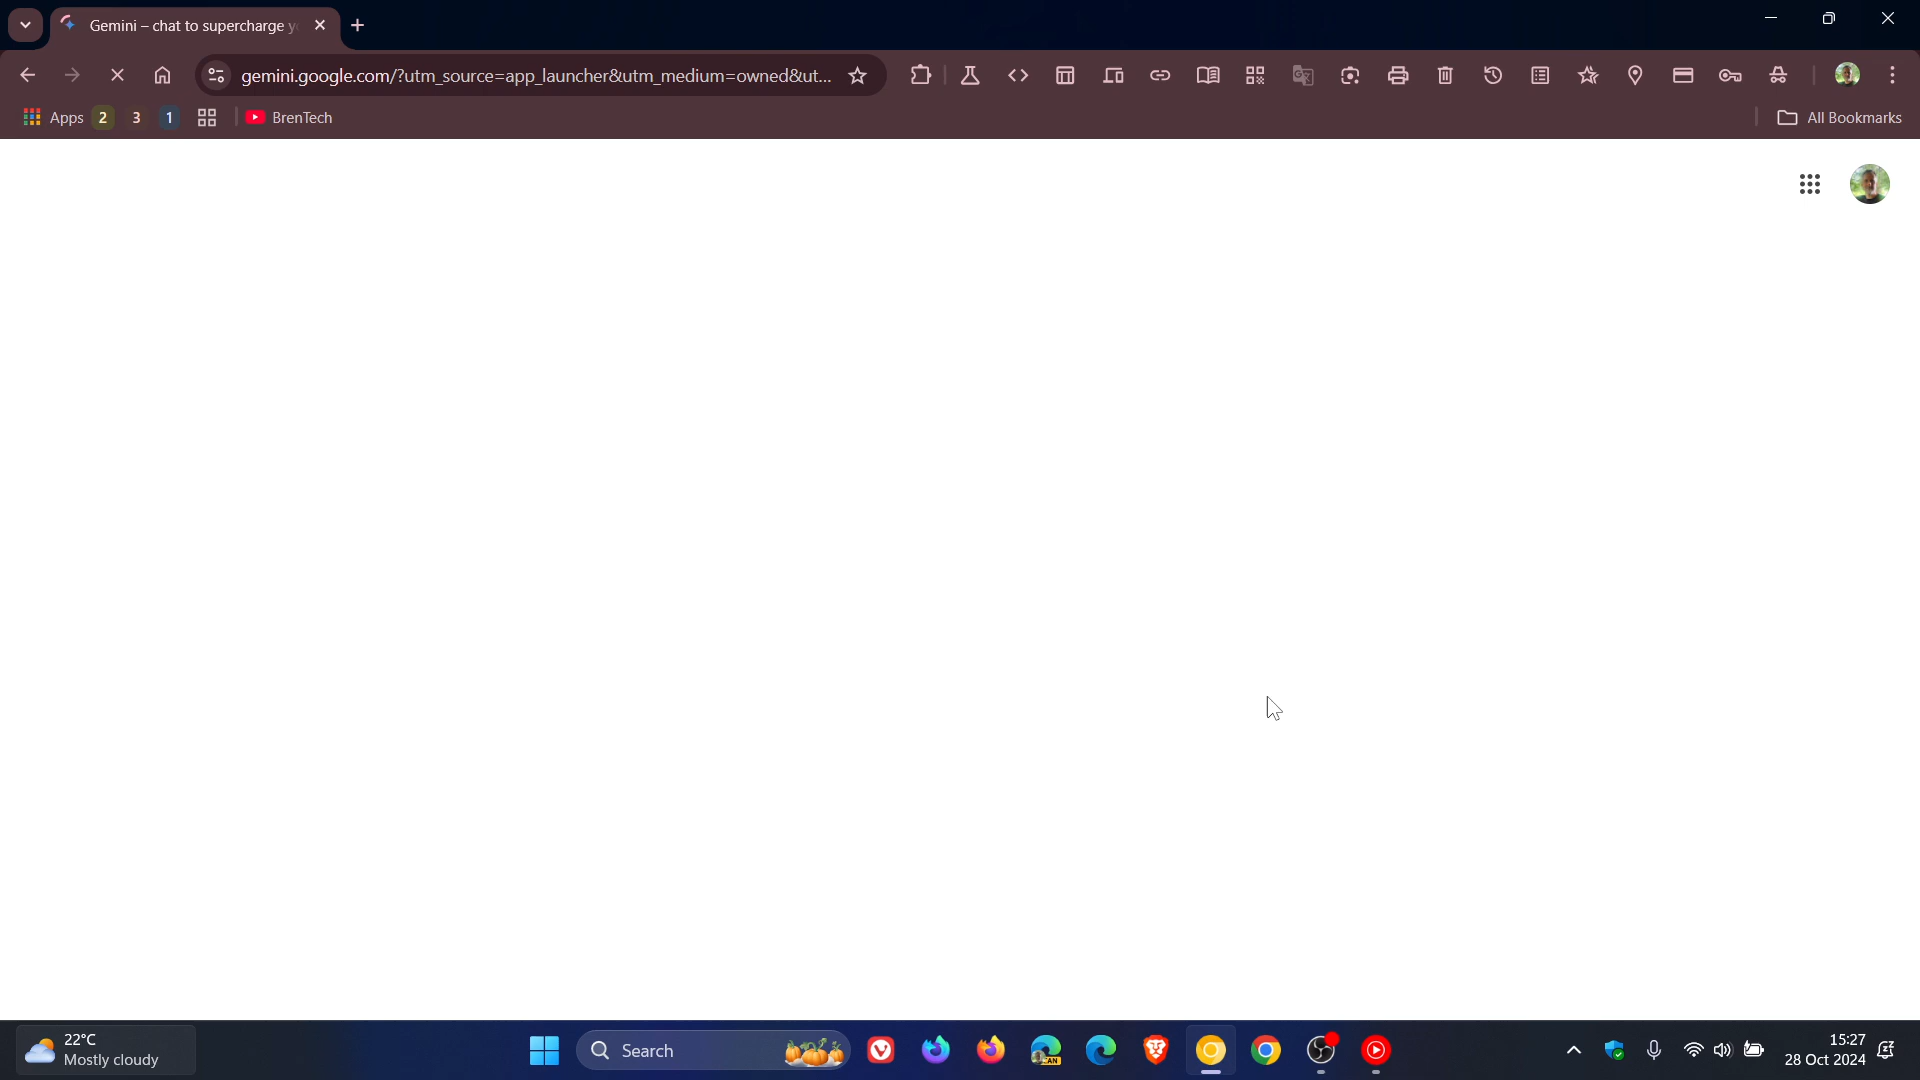 Gemini – chat to supercharge y
gemini.google.com/?utm_source=app_launcher&utm_medium=owned&ut...
Apps 2 3 1 BrenTech All Bookmarks
22°C
Mostly cloudy
Search
CAN
15:27
28 Oct 2024